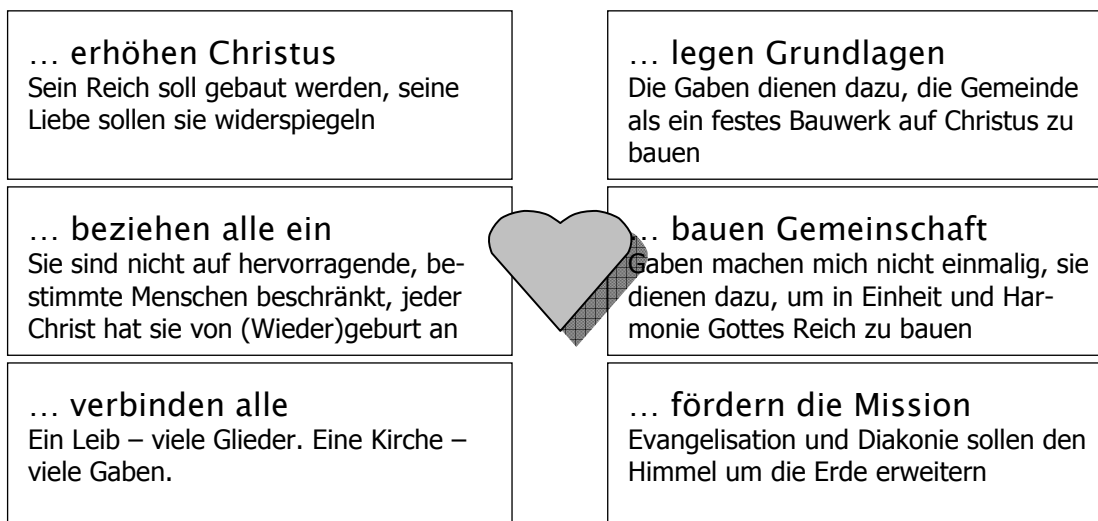 … erhöhen Christus
Sein Reich soll gebaut werden, seine
Liebe sollen sie widerspiegeln
… legen Grundlagen
Die Gaben dienen dazu, die Gemeinde
als ein festes Bauwerk auf Christus zu
bauen
… beziehen alle ein
Sie sind nicht auf hervorragende, be-
stimmte Menschen beschränkt, jeder
Christ hat sie von (Wieder)geburt an
… bauen Gemeinschaft
Gaben machen mich nicht einmalig, sie
dienen dazu, um in Einheit und Har-
monie Gottes Reich zu bauen
… verbinden alle
Ein Leib – viele Glieder. Eine Kirche –
viele Gaben.
… fördern die Mission
Evangelisation und Diakonie sollen den
Himmel um die Erde erweitern